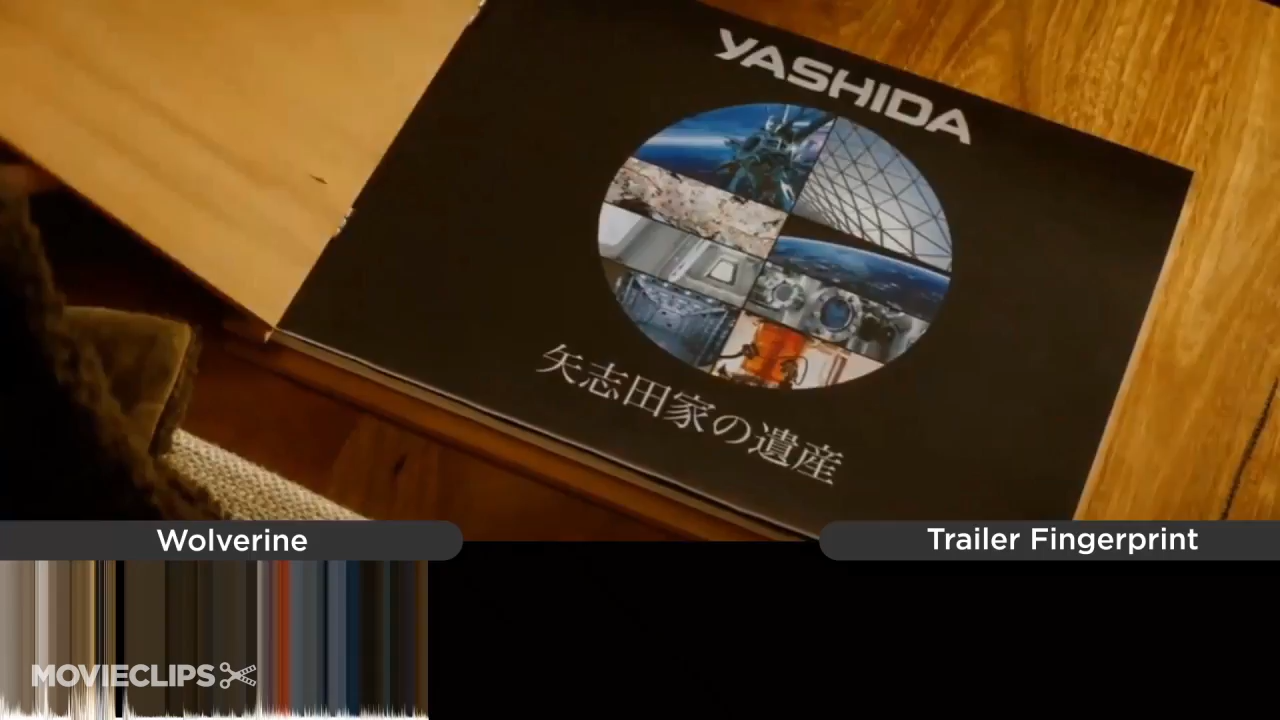 YASHIDA
矢志田家の遺産
Wolverine
Trailer Fingerprint
MOVIECLIPS